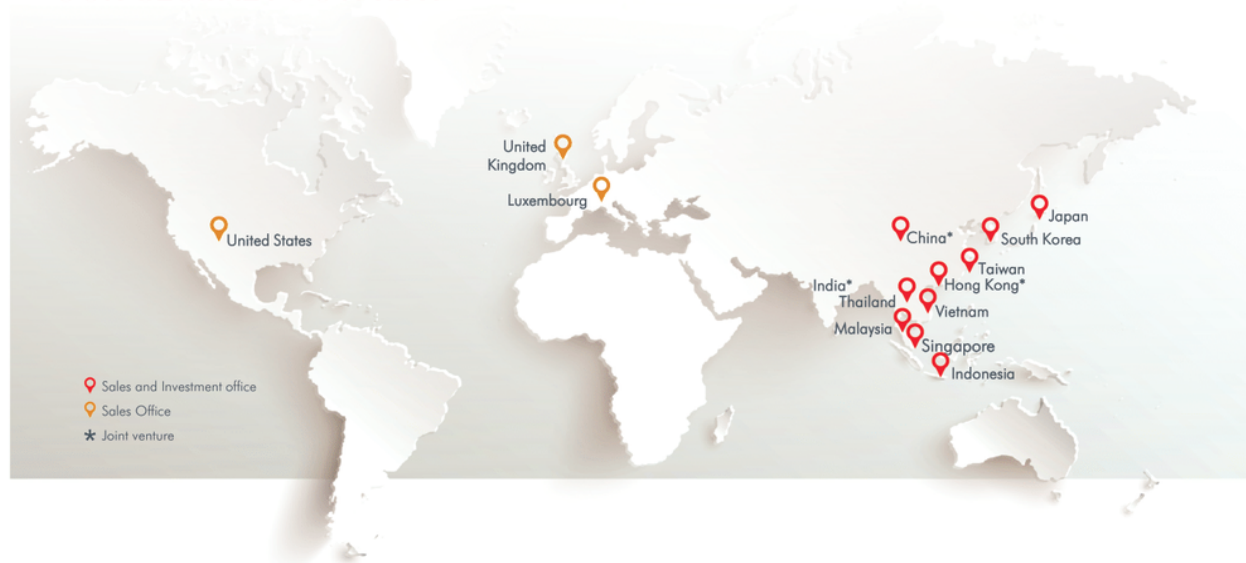 United
Kingdom
Luxembourg
United States
Japan
China*
South Korea
Taiwan
India*
Hong Kong*
Thailand
Vietnam
Malaysia
Singapore
Indonesia
Sales and Investment office
Sales Office
* Joint venture